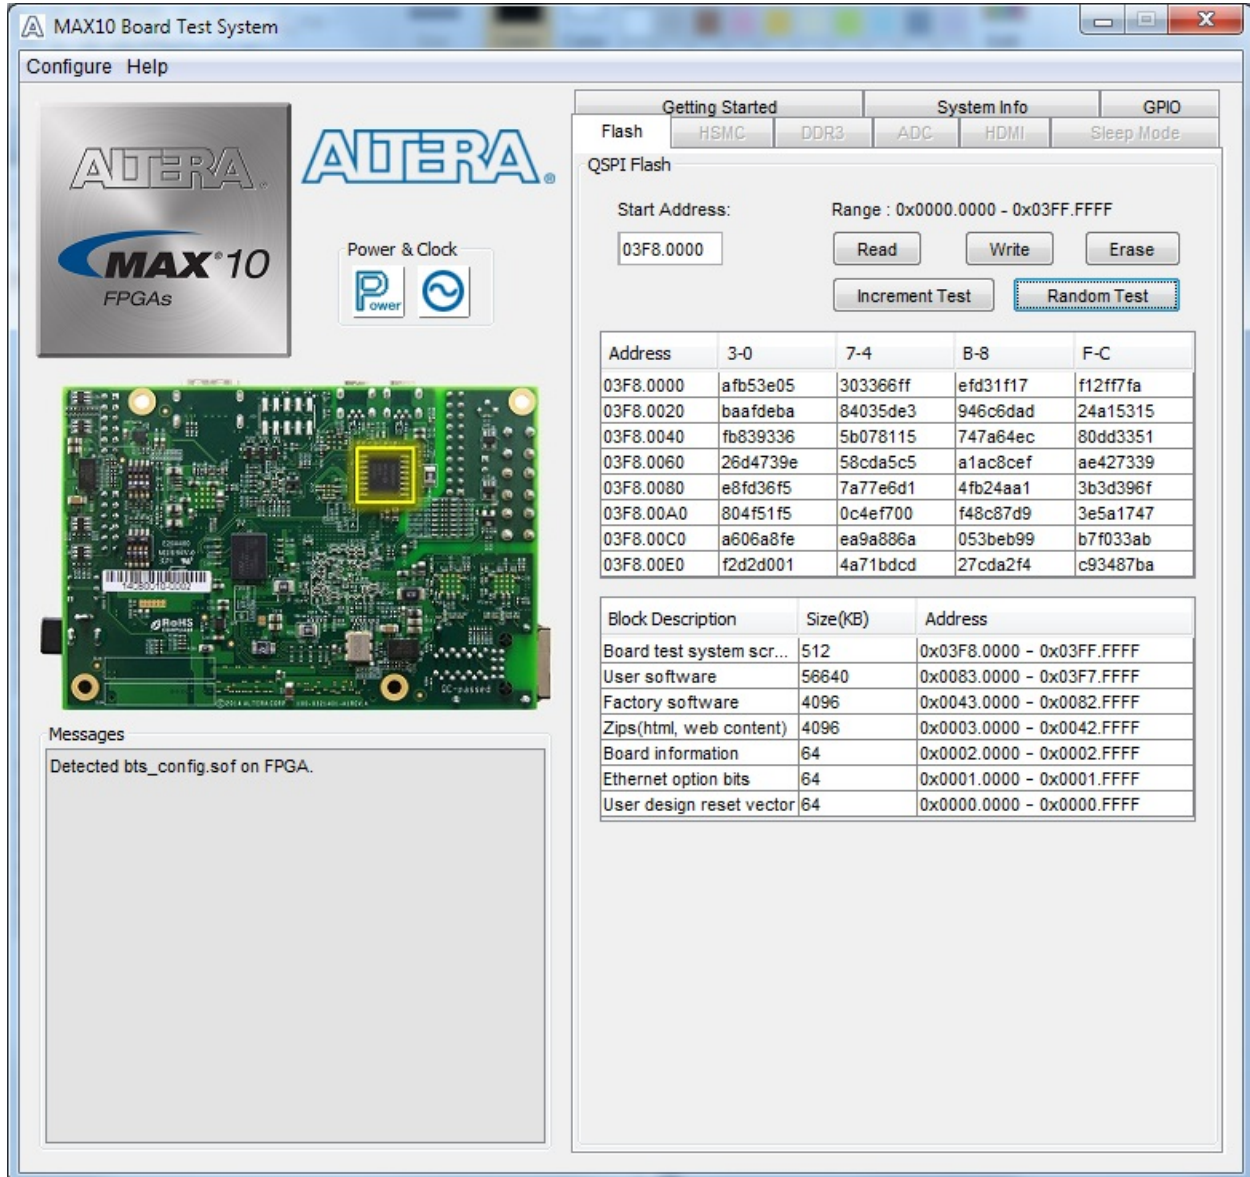 MAX10 Board Test System
Configure Help
ALTERA®
MAX®10
FPGAs
ALTERA®
Power & Clock
Power
14080010-0002
RoHS
QC-passed
Messages
Detected bts_config.sof on FPGA.
Getting Started System Info GPIO
Flash HSMC DDR3 ADC HDMI Sleep Mode
QSPI Flash
Start Address: Range : 0x0000.0000 - 0x03FF.FFFF
03F8.0000 Read Write Erase
Increment Test Random Test
Address 3-0 7-4 B-8 F-C
03F8.0000 afb53e05 303366ff efd31f17 f12ff7fa
03F8.0020 baafdeba 84035de3 946c6dad 24a15315
03F8.0040 fb839336 5b078115 747a64ec 80dd3351
03F8.0060 26d4739e 58cda5c5 a1ac8cef ae427339
03F8.0080 e8fd36f5 7a77e6d1 4fb24aa1 3b3d396f
03F8.00A0 804f51f5 0c4ef700 f48c87d9 3e5a1747
03F8.00C0 a606a8fe ea9a886a 053beb99 b7f033ab
03F8.00E0 f2d2d001 4a71bdcd 27cda2f4 c93487ba
Block Description Size(KB) Address
Board test system scr... 512 0x03F8.0000 - 0x03FF.FFFF
User software 56640 0x0083.0000 - 0x03F7.FFFF
Factory software 4096 0x0043.0000 - 0x0082.FFFF
Zips(html, web content) 4096 0x0003.0000 - 0x0042.FFFF
Board information 64 0x0002.0000 - 0x0002.FFFF
Ethernet option bits 64 0x0001.0000 - 0x0001.FFFF
User design reset vector 64 0x0000.0000 - 0x0000.FFFF